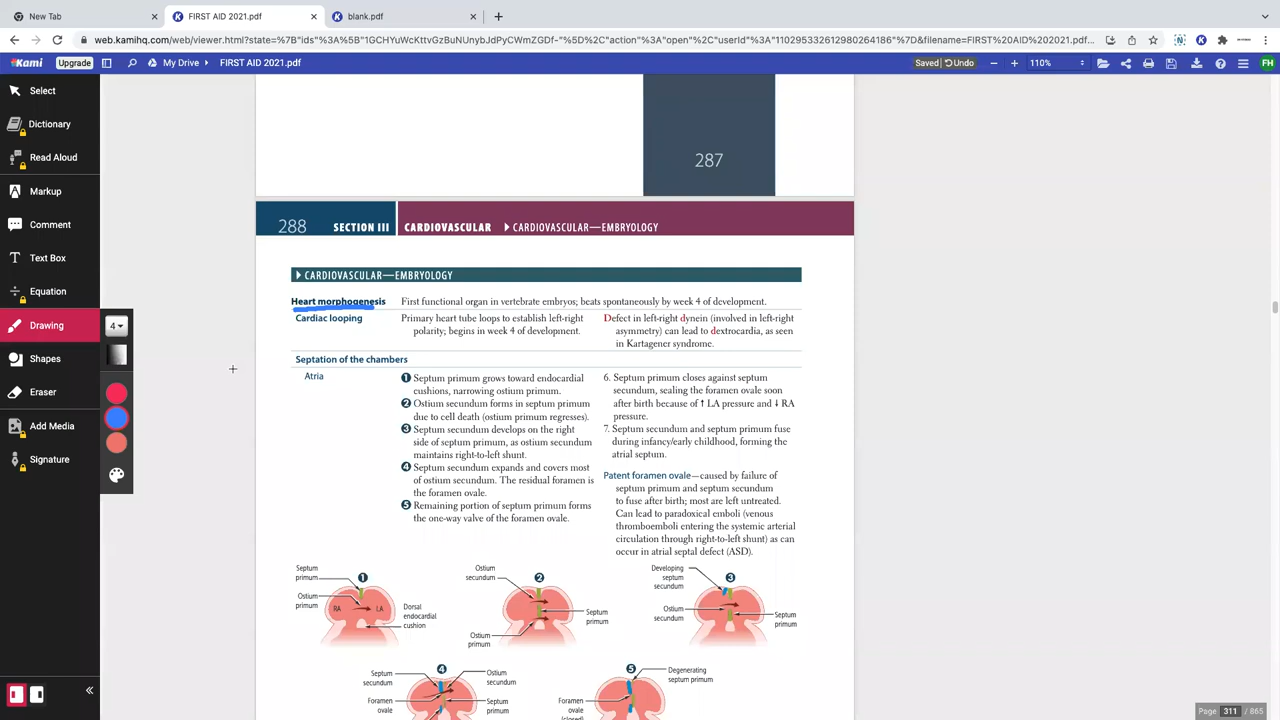 New Tab
FIRST AID 2021.pdf
blank.pdf
web.kamihq.com/web/viewer.html?state=%7B"ids"%3A%5B"1GCHYuWcKttvGzBuNUnybJdPyCWmZGDf-"%5D%2C"action"%3A"open"%2C"userId"%3A"110295332612980264186"%7D&filename=FIRST%20AID%202021.pdf...
Kami Upgrade My Drive FIRST AID 2021.pdf Saved Undo 110% FH
Select
Dictionary
Read Aloud
Markup
Comment
Text Box
Equation
Drawing
Shapes
Eraser
Add Media
Signature
4
287
288 SECTION III CARDIOVASCULAR CARDIOVASCULAR—EMBRYOLOGY
CARDIOVASCULAR—EMBRYOLOGY
Heart morphogenesis First functional organ in vertebrate embryos; beats spontaneously by week 4 of development.
Cardiac looping
Primary heart tube loops to establish left-right
polarity; begins in week 4 of development.
Defect in left-right dynein (involved in left-right
asymmetry) can lead to dextrocardia, as seen
in Kartagener syndrome.
Septation of the chambers
Atria
1 Septum primum grows toward endocardial
cushions, narrowing ostium primum.
2 Ostium secundum forms in septum primum
due to cell death (ostium primum regresses).
3 Septum secundum develops on the right
side of septum primum, as ostium secundum
maintains right-to-left shunt.
4 Septum secundum expands and covers most
of ostium secundum. The residual foramen is
the foramen ovale.
5 Remaining portion of septum primum forms
the one-way valve of the foramen ovale.
6. Septum primum closes against septum
secundum, sealing the foramen ovale soon
after birth because of ↑ LA pressure and ↓ RA
pressure.
7. Septum secundum and septum primum fuse
during infancy/early childhood, forming the
atrial septum.
Patent foramen ovale—caused by failure of
septum primum and septum secundum
to fuse after birth; most are left untreated.
Can lead to paradoxical emboli (venous
thromboemboli entering the systemic arterial
circulation through right-to-left shunt) as can
occur in atrial septal defect (ASD).
Septum
primum
1
Ostium
primum
RA LA
Dorsal
endocardial
cushion
Ostium
secundum
2
Septum
primum
Ostium
primum
Developing
septum
secundum
3
Ostium
secundum
Septum
primum
Septum
secundum
4
Ostium
secundum
Foramen
ovale
Septum
primum
5
Degenerating
septum primum
Foramen
ovale
(closed)
Page 311 / 865